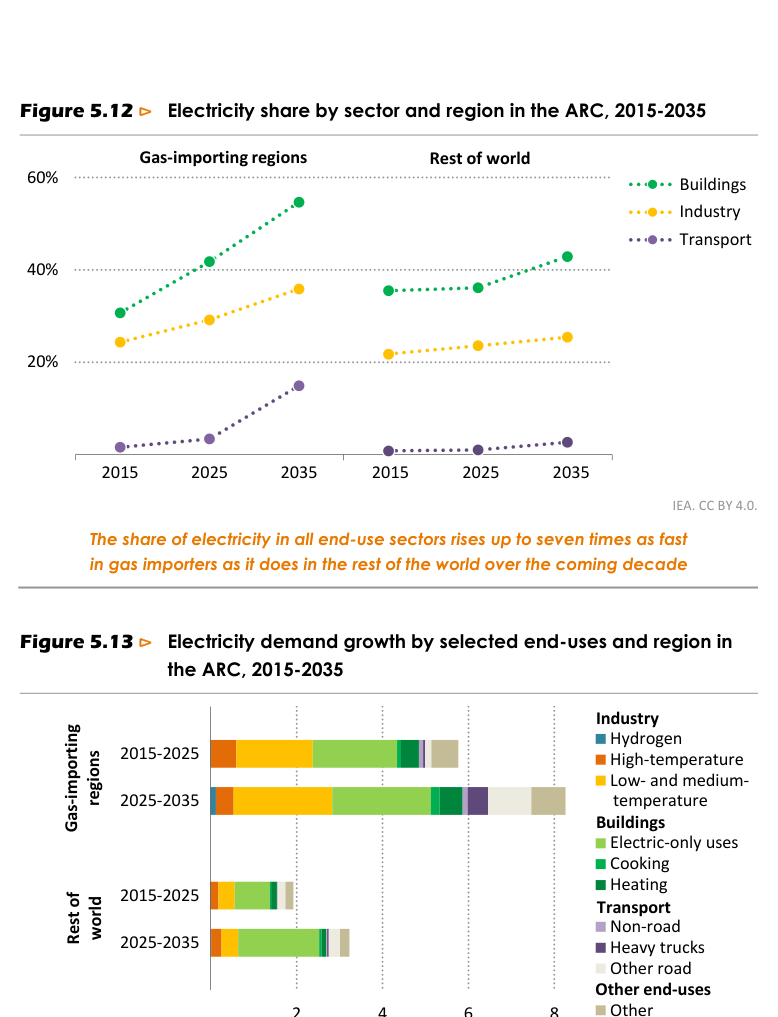 Figure 5.12 ▻ Electricity share by sector and region in the ARC, 2015-2035
Gas-importing regions
Rest of world
60%
40%
20%
2015 2025 2035 2015 2025 2035
Buildings
Industry
Transport
IEA. CC BY 4.0.
The share of electricity in all end-use sectors rises up to seven times as fast
in gas importers as it does in the rest of the world over the coming decade
Figure 5.13 ▻ Electricity demand growth by selected end-uses and region in
the ARC, 2015-2035
Gas-importing
regions
2015-2025
2025-2035
Rest of
world
2015-2025
2025-2035
2 4 6 8
Industry
Hydrogen
High-temperature
Low- and medium-
temperature
Buildings
Electric-only uses
Cooking
Heating
Transport
Non-road
Heavy trucks
Other road
Other end-uses
Other